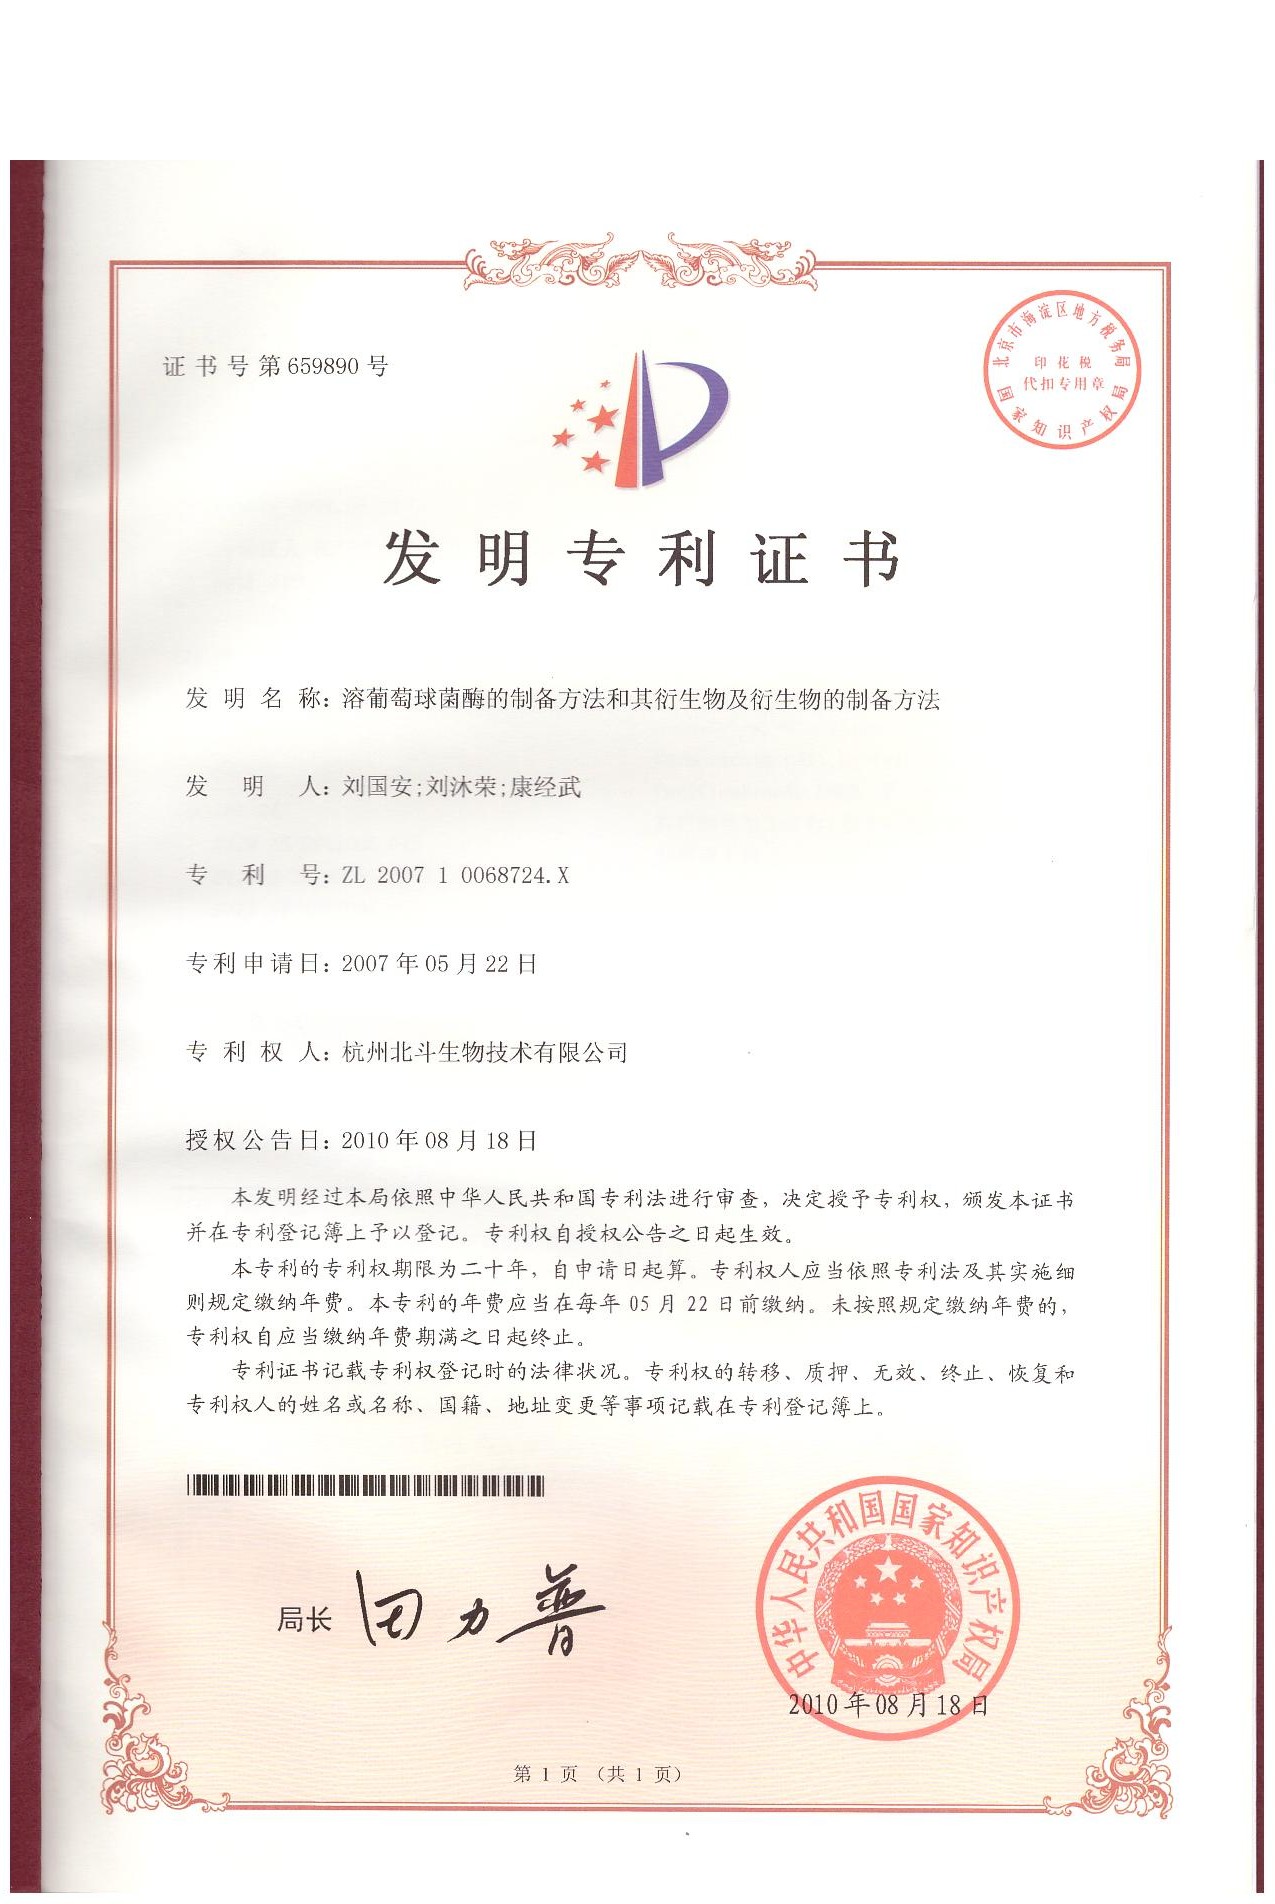 证书号第659890号
北京市海淀区地方税务局
印花税
代扣专用章
国家知识产权局
发明专利证书
发明名称：溶葡萄球菌酶的制备方法和其衍生物及衍生物的制备方法
发明人：刘国安;刘沐荣;康经武
专利号：ZL 2007 1 0068724.X
专利申请日：2007年05月22日
专利权人：杭州北斗生物技术有限公司
授权公告日：2010年08月18日
本发明经过本局依照中华人民共和国专利法进行审查，决定授予专利权，颁发本证书
并在专利登记簿上予以登记。专利权自授权公告之日起生效。
本专利的专利权期限为二十年，自申请日起算。专利权人应当依照专利法及其实施细
则规定缴纳年费。本专利的年费应当在每年 05 月 22 日前缴纳。未按照规定缴纳年费的，
专利权自应当缴纳年费期满之日起终止。
专利证书记载专利权登记时的法律状况。专利权的转移、质押、无效、终止、恢复和
专利权人的姓名或名称、国籍、地址变更等事项记载在专利登记簿上。
局长 田力普
中华人民共和国国家知识产权局
2010年08月18日
第 1 页 （共 1 页）